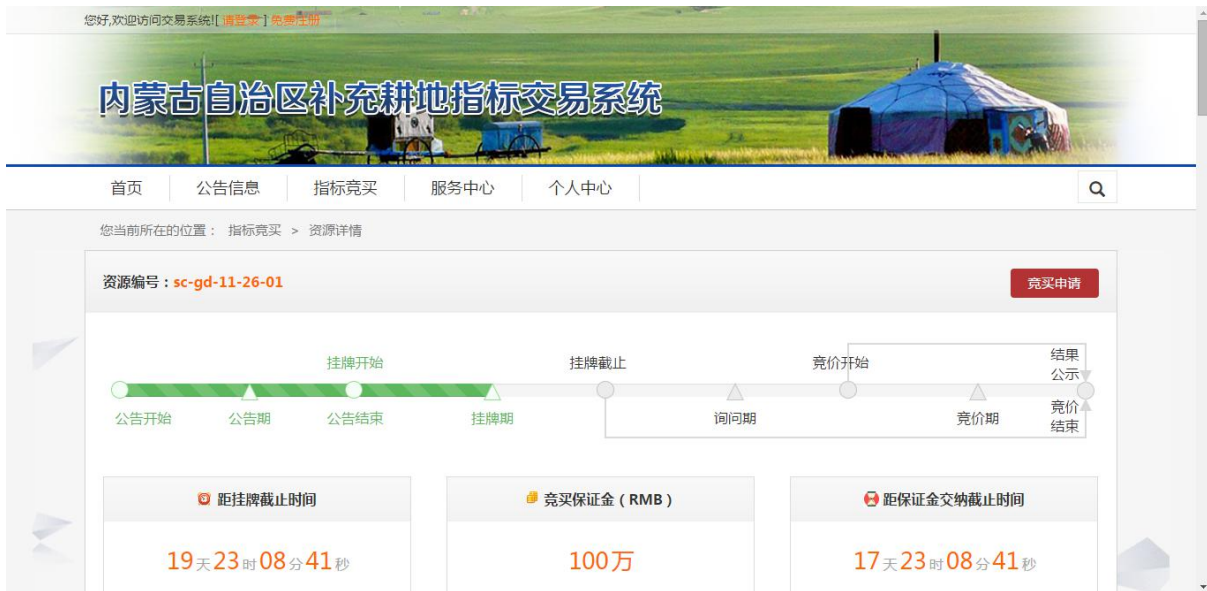 您好,欢迎访问交易系统![ 请登录 ] 免费注册
内蒙古自治区补充耕地指标交易系统
首页 公告信息 指标竞买 服务中心 个人中心
您当前所在的位置： 指标竞买 > 资源详情
资源编号：sc-gd-11-26-01 竞买申请
挂牌开始 挂牌截止 竞价开始 结果
公示
公告开始 公告期 公告结束 挂牌期 询问期 竞价期 竞价
结束
距挂牌截止时间 竞买保证金（RMB） 距保证金交纳截止时间
19天23时08分41秒 100万 17天23时08分41秒